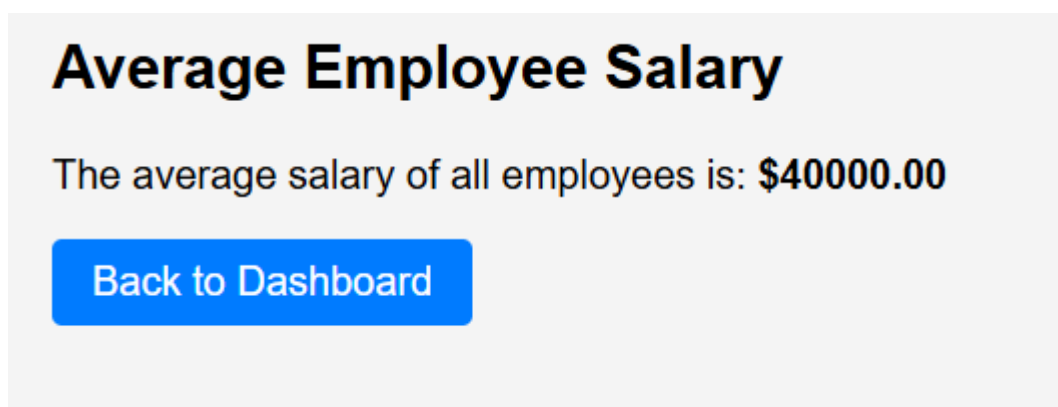 Average Employee Salary
The average salary of all employees is: $40000.00
Back to Dashboard